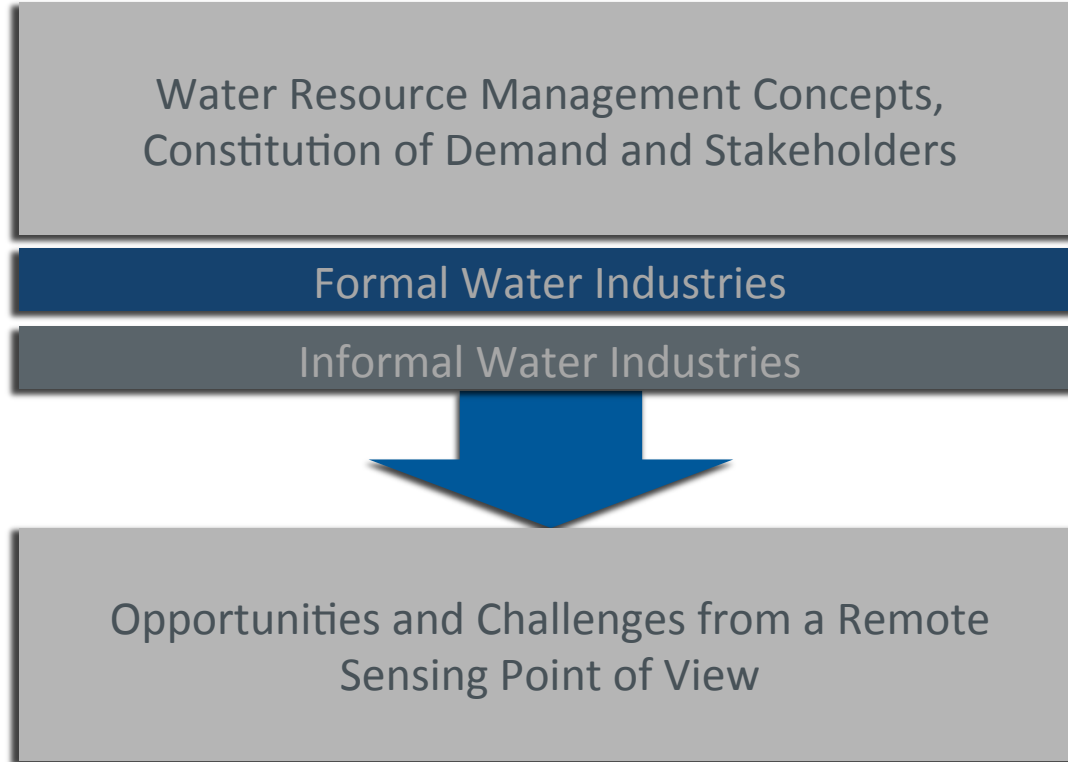 Water Resource Management Concepts,
Constitution of Demand and Stakeholders
Formal Water Industries
Informal Water Industries
Opportunities and Challenges from a Remote
Sensing Point of View